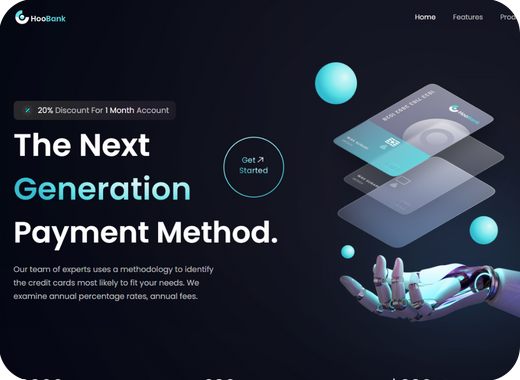 HooBank
Home
Features
20% Discount For 1 Month Account
The Next
Generation
Payment Method.
Get
Started
Our team of experts uses a methodology to identify
the credit cards most likely to fit your needs. We
examine annual percentage rates, annual fees.
HooBank